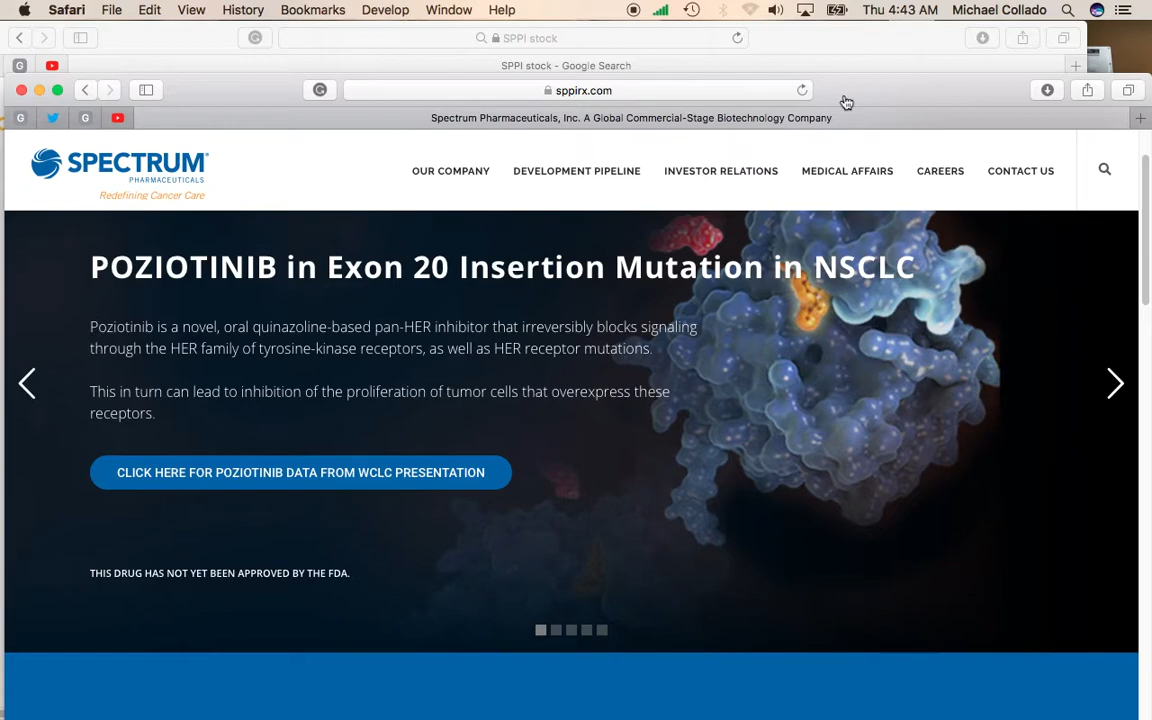 Safari File Edit View History Bookmarks Develop Window Help Thu 4:43 AM Michael Collado
SPPI stock
SPPI stock - Google Search
sppirx.com
Spectrum Pharmaceuticals, Inc. A Global Commercial-Stage Biotechnology Company
SPECTRUM
PHARMACEUTICALS
Redefining Cancer Care
OUR COMPANY DEVELOPMENT PIPELINE INVESTOR RELATIONS MEDICAL AFFAIRS CAREERS CONTACT US
POZIOTINIB in Exon 20 Insertion Mutation in NSCLC
Poziotinib is a novel, oral quinazoline-based pan-HER inhibitor that irreversibly blocks signaling
through the HER family of tyrosine-kinase receptors, as well as HER receptor mutations.
This in turn can lead to inhibition of the proliferation of tumor cells that overexpress these
receptors.
CLICK HERE FOR POZIOTINIB DATA FROM WCLC PRESENTATION
THIS DRUG HAS NOT YET BEEN APPROVED BY THE FDA.